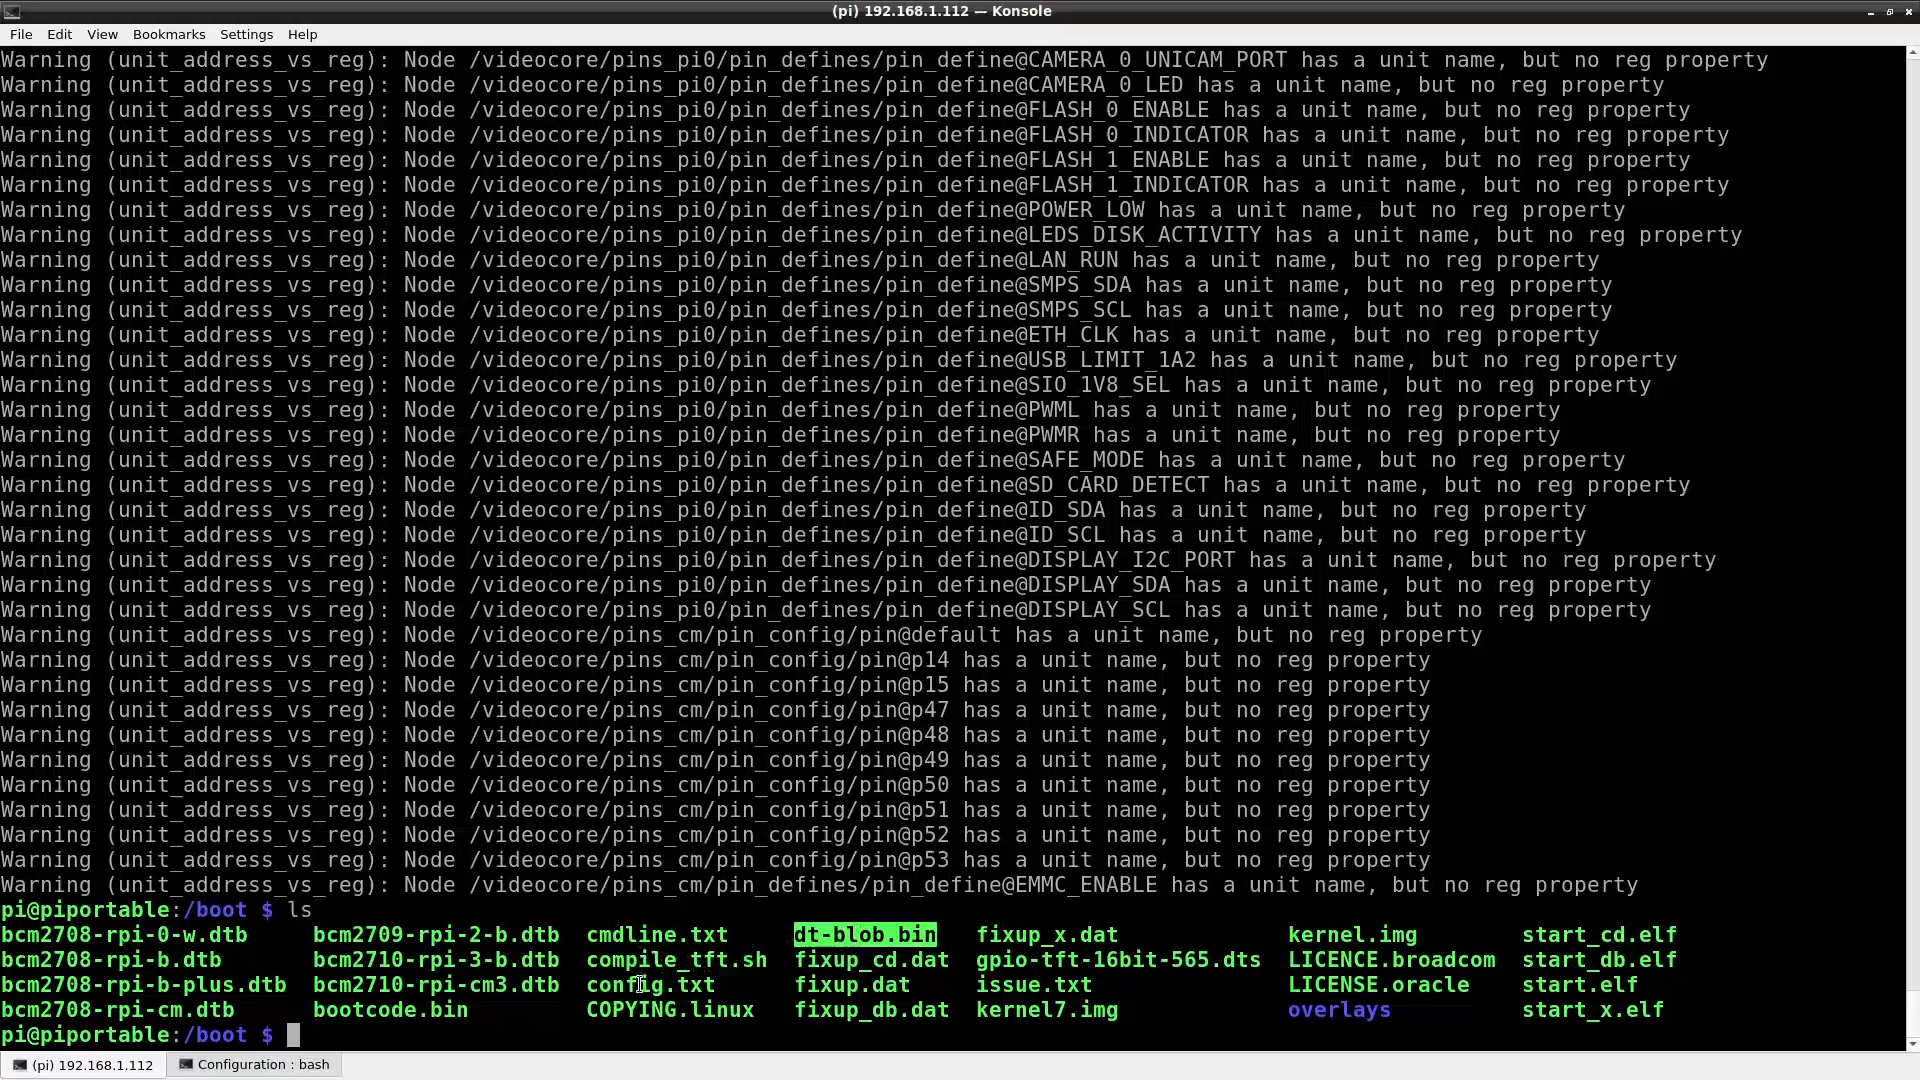 (pi) 192.168.1.112 — Konsole
File Edit View Bookmarks Settings Help
Warning (unit_address_vs_reg): Node /videocore/pins_pi0/pin_defines/pin_define@CAMERA_0_UNICAM_PORT has a unit name, but no reg property
Warning (unit_address_vs_reg): Node /videocore/pins_pi0/pin_defines/pin_define@CAMERA_0_LED has a unit name, but no reg property
Warning (unit_address_vs_reg): Node /videocore/pins_pi0/pin_defines/pin_define@FLASH_0_ENABLE has a unit name, but no reg property
Warning (unit_address_vs_reg): Node /videocore/pins_pi0/pin_defines/pin_define@FLASH_0_INDICATOR has a unit name, but no reg property
Warning (unit_address_vs_reg): Node /videocore/pins_pi0/pin_defines/pin_define@FLASH_1_ENABLE has a unit name, but no reg property
Warning (unit_address_vs_reg): Node /videocore/pins_pi0/pin_defines/pin_define@FLASH_1_INDICATOR has a unit name, but no reg property
Warning (unit_address_vs_reg): Node /videocore/pins_pi0/pin_defines/pin_define@POWER_LOW has a unit name, but no reg property
Warning (unit_address_vs_reg): Node /videocore/pins_pi0/pin_defines/pin_define@LEDS_DISK_ACTIVITY has a unit name, but no reg property
Warning (unit_address_vs_reg): Node /videocore/pins_pi0/pin_defines/pin_define@LAN_RUN has a unit name, but no reg property
Warning (unit_address_vs_reg): Node /videocore/pins_pi0/pin_defines/pin_define@SMPS_SDA has a unit name, but no reg property
Warning (unit_address_vs_reg): Node /videocore/pins_pi0/pin_defines/pin_define@SMPS_SCL has a unit name, but no reg property
Warning (unit_address_vs_reg): Node /videocore/pins_pi0/pin_defines/pin_define@ETH_CLK has a unit name, but no reg property
Warning (unit_address_vs_reg): Node /videocore/pins_pi0/pin_defines/pin_define@USB_LIMIT_1A2 has a unit name, but no reg property
Warning (unit_address_vs_reg): Node /videocore/pins_pi0/pin_defines/pin_define@SIO_1V8_SEL has a unit name, but no reg property
Warning (unit_address_vs_reg): Node /videocore/pins_pi0/pin_defines/pin_define@PWML has a unit name, but no reg property
Warning (unit_address_vs_reg): Node /videocore/pins_pi0/pin_defines/pin_define@PWMR has a unit name, but no reg property
Warning (unit_address_vs_reg): Node /videocore/pins_pi0/pin_defines/pin_define@SAFE_MODE has a unit name, but no reg property
Warning (unit_address_vs_reg): Node /videocore/pins_pi0/pin_defines/pin_define@SD_CARD_DETECT has a unit name, but no reg property
Warning (unit_address_vs_reg): Node /videocore/pins_pi0/pin_defines/pin_define@ID_SDA has a unit name, but no reg property
Warning (unit_address_vs_reg): Node /videocore/pins_pi0/pin_defines/pin_define@ID_SCL has a unit name, but no reg property
Warning (unit_address_vs_reg): Node /videocore/pins_pi0/pin_defines/pin_define@DISPLAY_I2C_PORT has a unit name, but no reg property
Warning (unit_address_vs_reg): Node /videocore/pins_pi0/pin_defines/pin_define@DISPLAY_SDA has a unit name, but no reg property
Warning (unit_address_vs_reg): Node /videocore/pins_pi0/pin_defines/pin_define@DISPLAY_SCL has a unit name, but no reg property
Warning (unit_address_vs_reg): Node /videocore/pins_cm/pin_config/pin@default has a unit name, but no reg property
Warning (unit_address_vs_reg): Node /videocore/pins_cm/pin_config/pin@p14 has a unit name, but no reg property
Warning (unit_address_vs_reg): Node /videocore/pins_cm/pin_config/pin@p15 has a unit name, but no reg property
Warning (unit_address_vs_reg): Node /videocore/pins_cm/pin_config/pin@p47 has a unit name, but no reg property
Warning (unit_address_vs_reg): Node /videocore/pins_cm/pin_config/pin@p48 has a unit name, but no reg property
Warning (unit_address_vs_reg): Node /videocore/pins_cm/pin_config/pin@p49 has a unit name, but no reg property
Warning (unit_address_vs_reg): Node /videocore/pins_cm/pin_config/pin@p50 has a unit name, but no reg property
Warning (unit_address_vs_reg): Node /videocore/pins_cm/pin_config/pin@p51 has a unit name, but no reg property
Warning (unit_address_vs_reg): Node /videocore/pins_cm/pin_config/pin@p52 has a unit name, but no reg property
Warning (unit_address_vs_reg): Node /videocore/pins_cm/pin_config/pin@p53 has a unit name, but no reg property
Warning (unit_address_vs_reg): Node /videocore/pins_cm/pin_defines/pin_define@EMMC_ENABLE has a unit name, but no reg property
pi@piportable:/boot $ ls
bcm2708-rpi-0-w.dtb bcm2709-rpi-2-b.dtb cmdline.txt dt-blob.bin fixup_x.dat kernel.img start_cd.elf
bcm2708-rpi-b.dtb bcm2710-rpi-3-b.dtb compile_tft.sh fixup_cd.dat gpio-tft-16bit-565.dts LICENCE.broadcom start_db.elf
bcm2708-rpi-b-plus.dtb bcm2710-rpi-cm3.dtb config.txt fixup.dat issue.txt LICENSE.oracle start.elf
bcm2708-rpi-cm.dtb bootcode.bin COPYING.linux fixup_db.dat kernel7.img overlays start_x.elf
pi@piportable:/boot $
(pi) 192.168.1.112 Configuration : bash